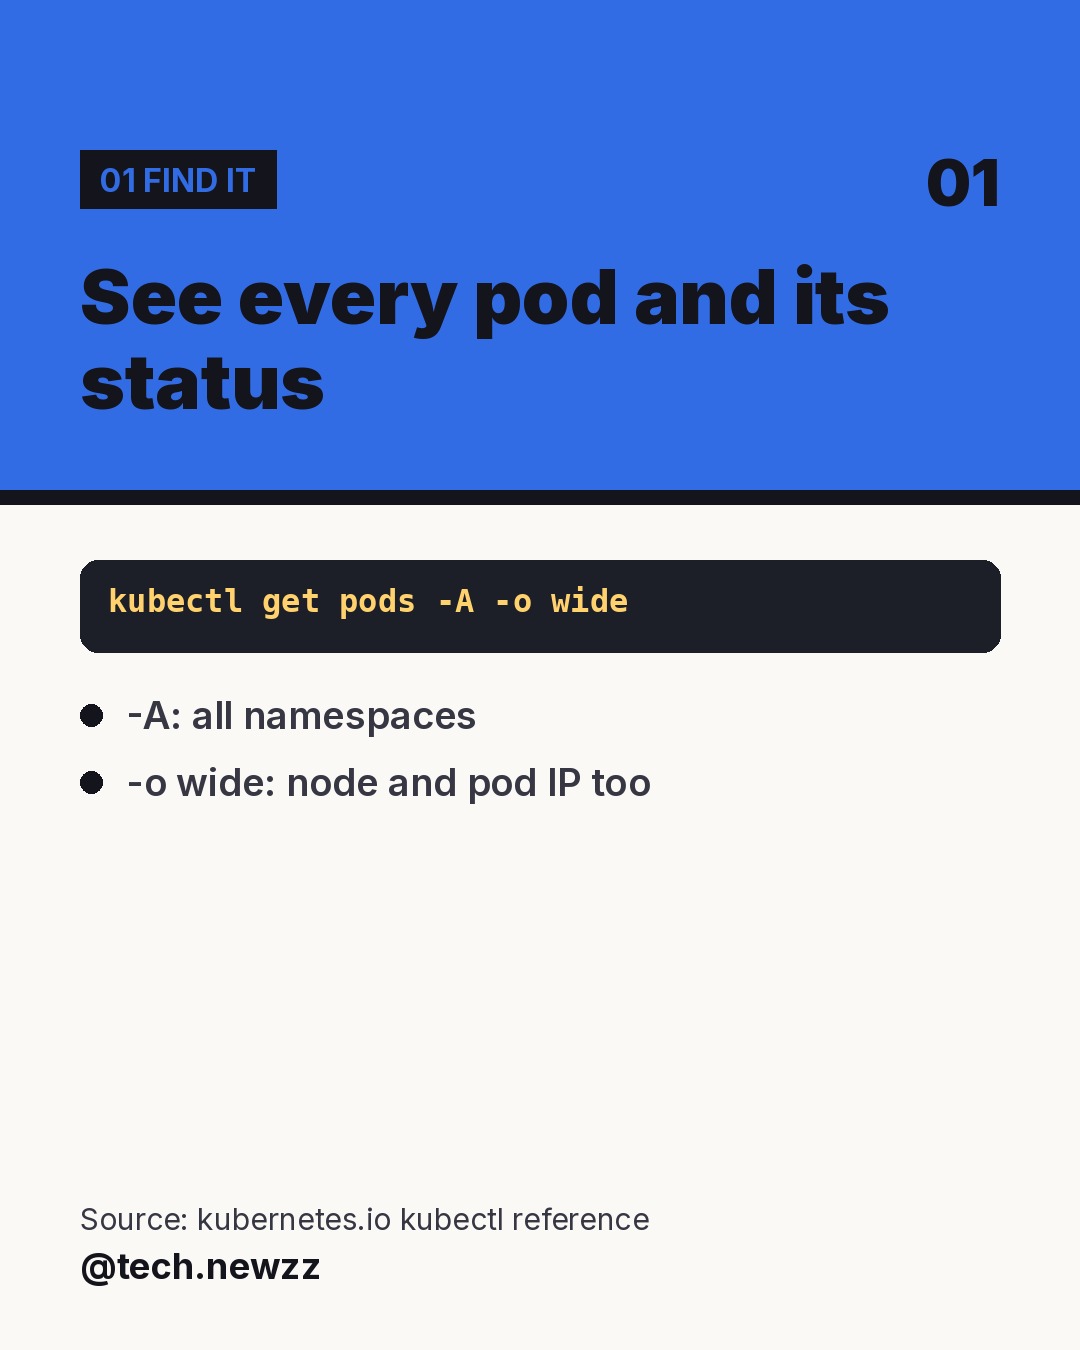 01 FIND IT
01
See every pod and its
status
kubectl get pods -A -o wide
-A: all namespaces
-o wide: node and pod IP too
Source: kubernetes.io kubectl reference
@tech.newzz